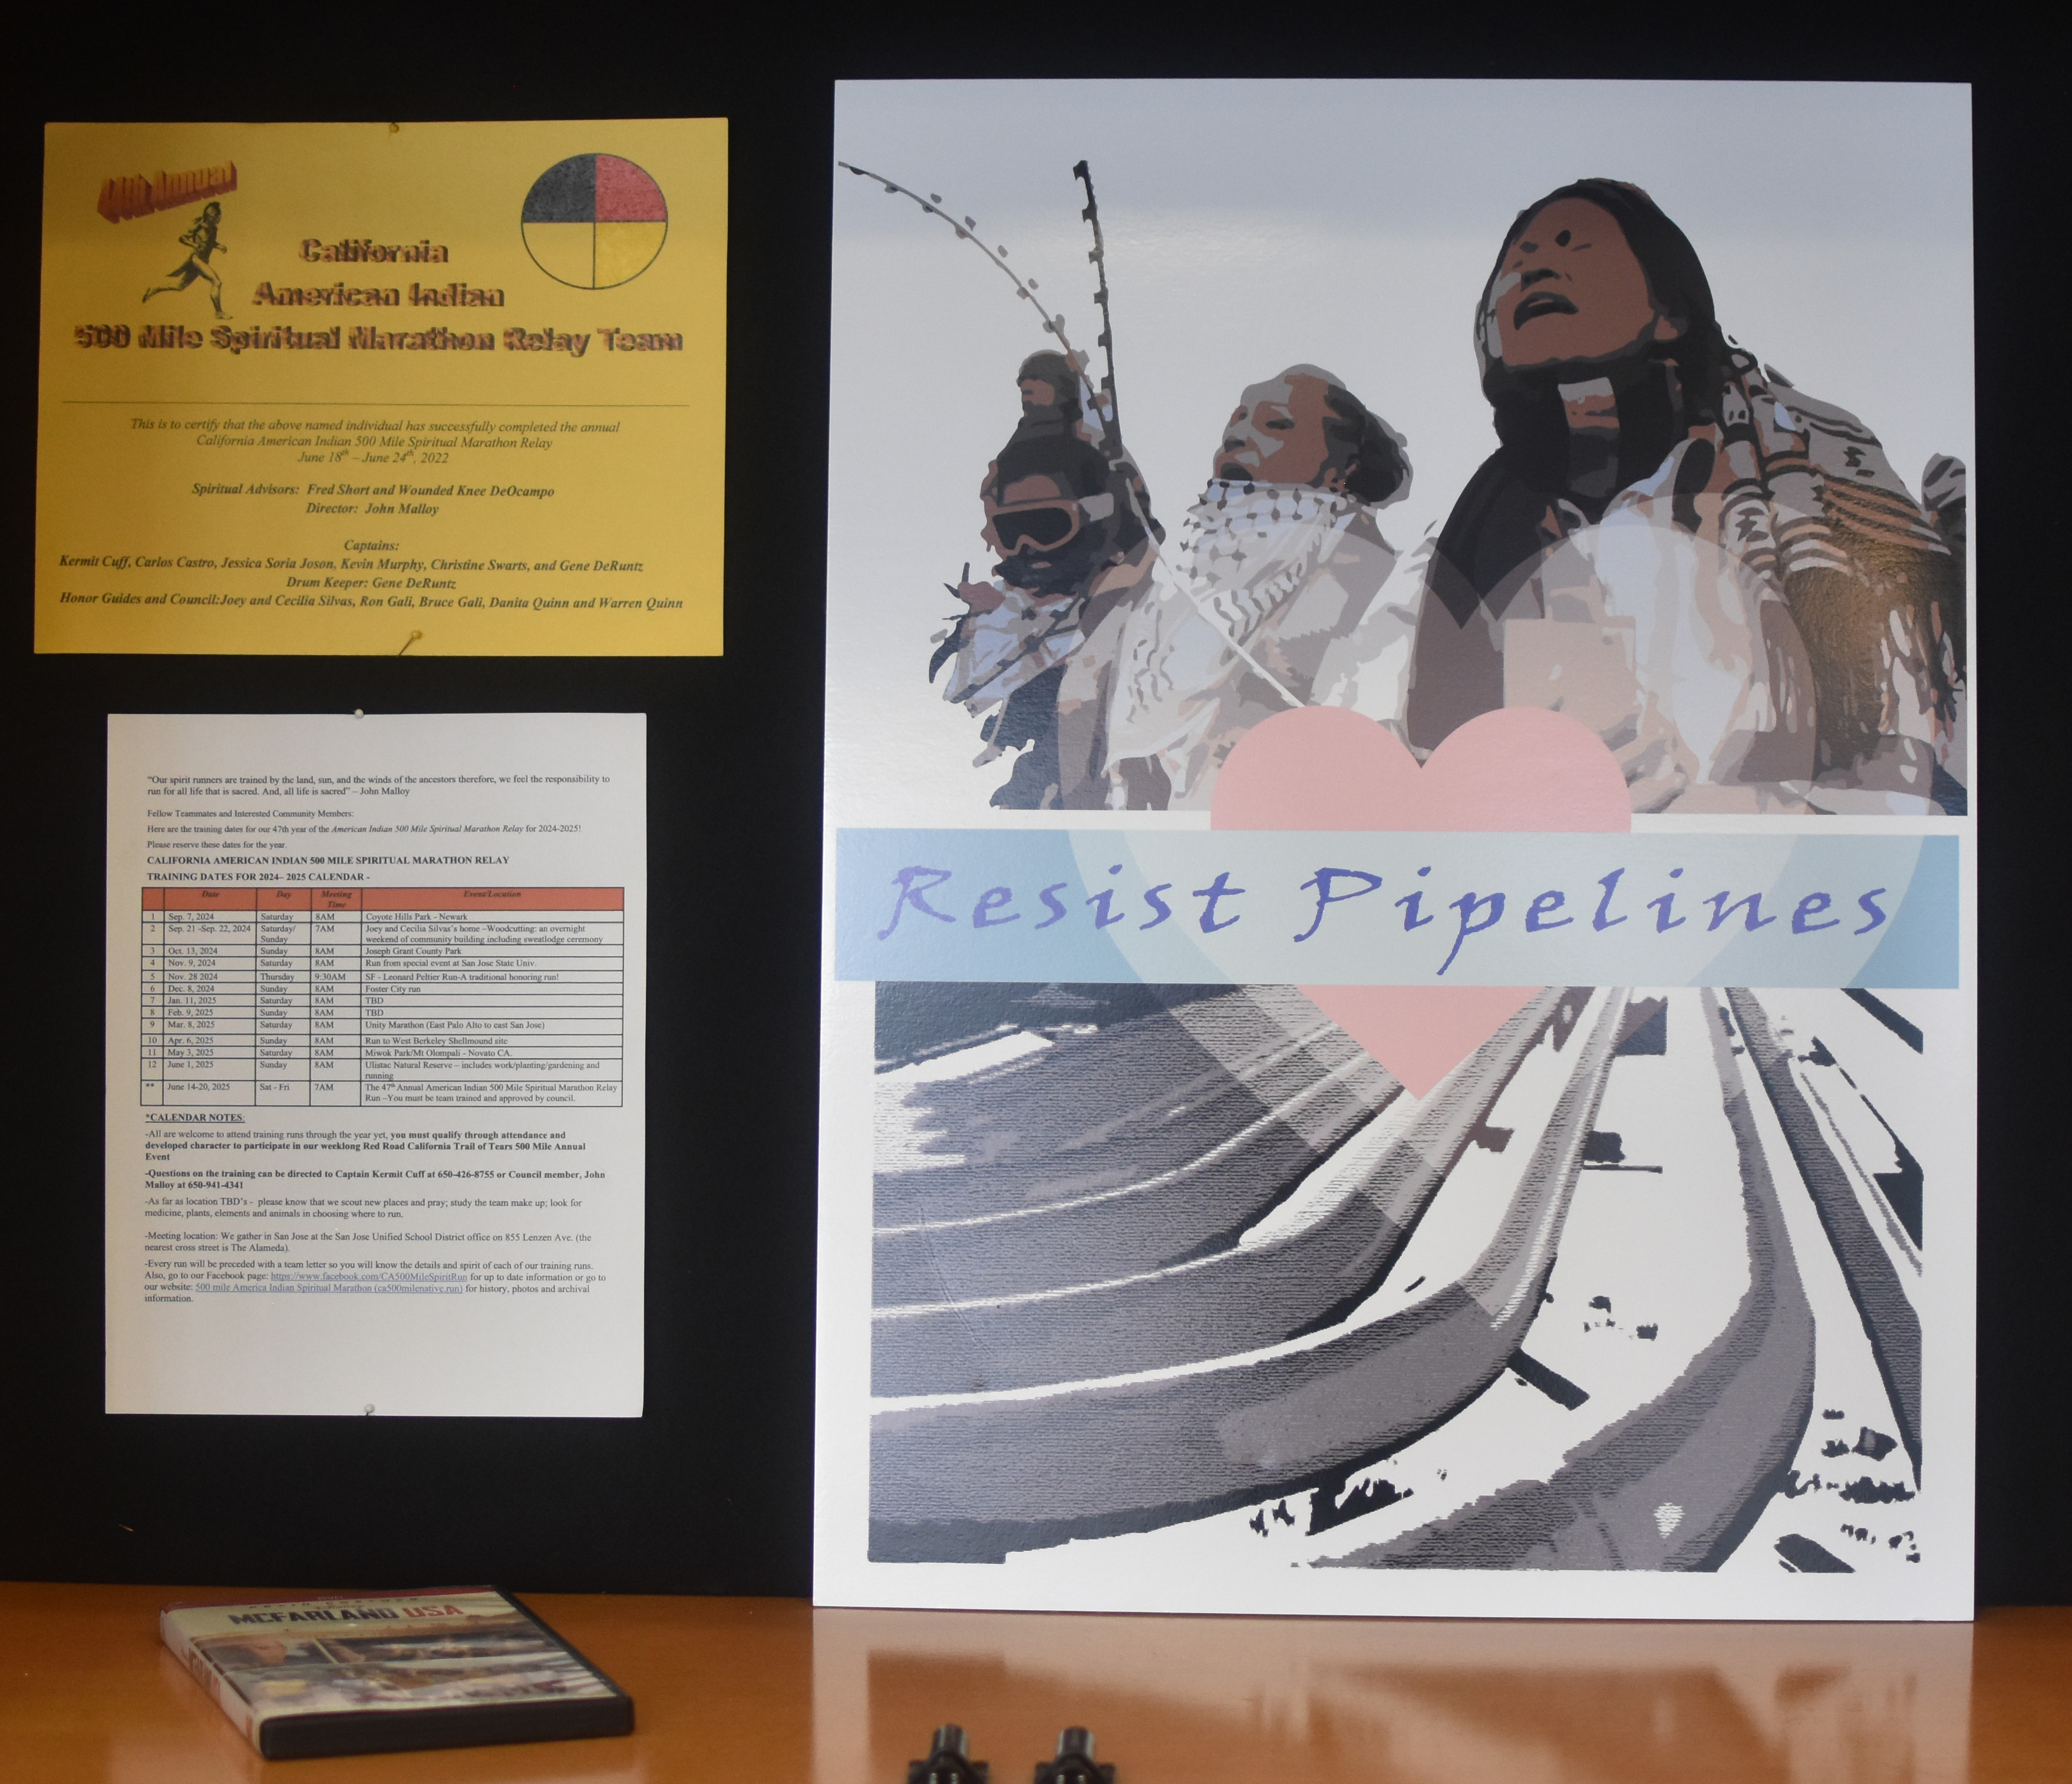 44th Annual
California
American Indian
500 Mile Spiritual Marathon Relay Team
This is to certify that the above named individual has successfully completed the annual
California American Indian 500 Mile Spiritual Marathon Relay
June 18th – June 24th, 2022
Spiritual Advisors: Fred Short and Wounded Knee DeOcampo
Director: John Malloy
Captains:
Kermit Cuff, Carlos Castro, Jessica Soria Joson, Kevin Murphy, Christine Swarts, and Gene DeRuntz
Drum Keeper: Gene DeRuntz
Honor Guides and Council:Joey and Cecilia Silvas, Ron Gali, Bruce Gali, Danita Quinn and Warren Quinn
"Our spirit runners are trained by the land, sun, and the winds of the ancestors therefore, we feel the responsibility to
run for all life that is sacred. And, all life is sacred" – John Malloy
Fellow Teammates and Interested Community Members:
Here are the training dates for our 47th year of the American Indian 500 Mile Spiritual Marathon Relay for 2024-2025!
Please reserve these dates for the year.
CALIFORNIA AMERICAN INDIAN 500 MILE SPIRITUAL MARATHON RELAY
TRAINING DATES FOR 2024– 2025 CALENDAR -
Date Day Meeting Event/Location
Time
1 Sep. 7, 2024 Saturday 8AM Coyote Hills Park - Newark
2 Sep. 21 -Sep. 22, 2024 Saturday/ 7AM Joey and Cecilia Silvas's home –Woodcutting: an overnight
Sunday weekend of community building including sweatlodge ceremony
3 Oct. 13, 2024 Sunday 8AM Joseph Grant County Park
4 Nov. 9, 2024 Saturday 8AM Run from special event at San Jose State Univ.
5 Nov. 28 2024 Thursday 9:30AM SF - Leonard Peltier Run-A traditional honoring run!
6 Dec. 8, 2024 Sunday 8AM Foster City run
7 Jan. 11, 2025 Saturday 8AM TBD
8 Feb. 9, 2025 Sunday 8AM TBD
9 Mar. 8, 2025 Saturday 8AM Unity Marathon (East Palo Alto to east San Jose)
10 Apr. 6, 2025 Sunday 8AM Run to West Berkeley Shellmound site
11 May 3, 2025 Saturday 8AM Miwok Park/Mt Olompali - Novato CA.
12 June 1, 2025 Sunday 8AM Ulistac Natural Reserve – includes work/planting/gardening and
running
** June 14-20, 2025 Sat - Fri 7AM The 47th Annual American Indian 500 Mile Spiritual Marathon Relay
Run –You must be team trained and approved by council.
*CALENDAR NOTES:
-All are welcome to attend training runs through the year yet, you must qualify through attendance and
developed character to participate in our weeklong Red Road California Trail of Tears 500 Mile Annual
Event
-Questions on the training can be directed to Captain Kermit Cuff at 650-426-8755 or Council member, John
Malloy at 650-941-4341
-As far as location TBD's - please know that we scout new places and pray; study the team make up; look for
medicine, plants, elements and animals in choosing where to run.
-Meeting location: We gather in San Jose at the San Jose Unified School District office on 855 Lenzen Ave. (the
nearest cross street is The Alameda).
-Every run will be preceded with a team letter so you will know the details and spirit of each of our training runs.
Also, go to our Facebook page: https://www.facebook.com/CA500MileSpiritRun for up to date information or go to
our website: 500 mile America Indian Spiritual Marathon (ca500milenative.run) for history, photos and archival
information.
Resist Pipelines
MCFARLAND USA